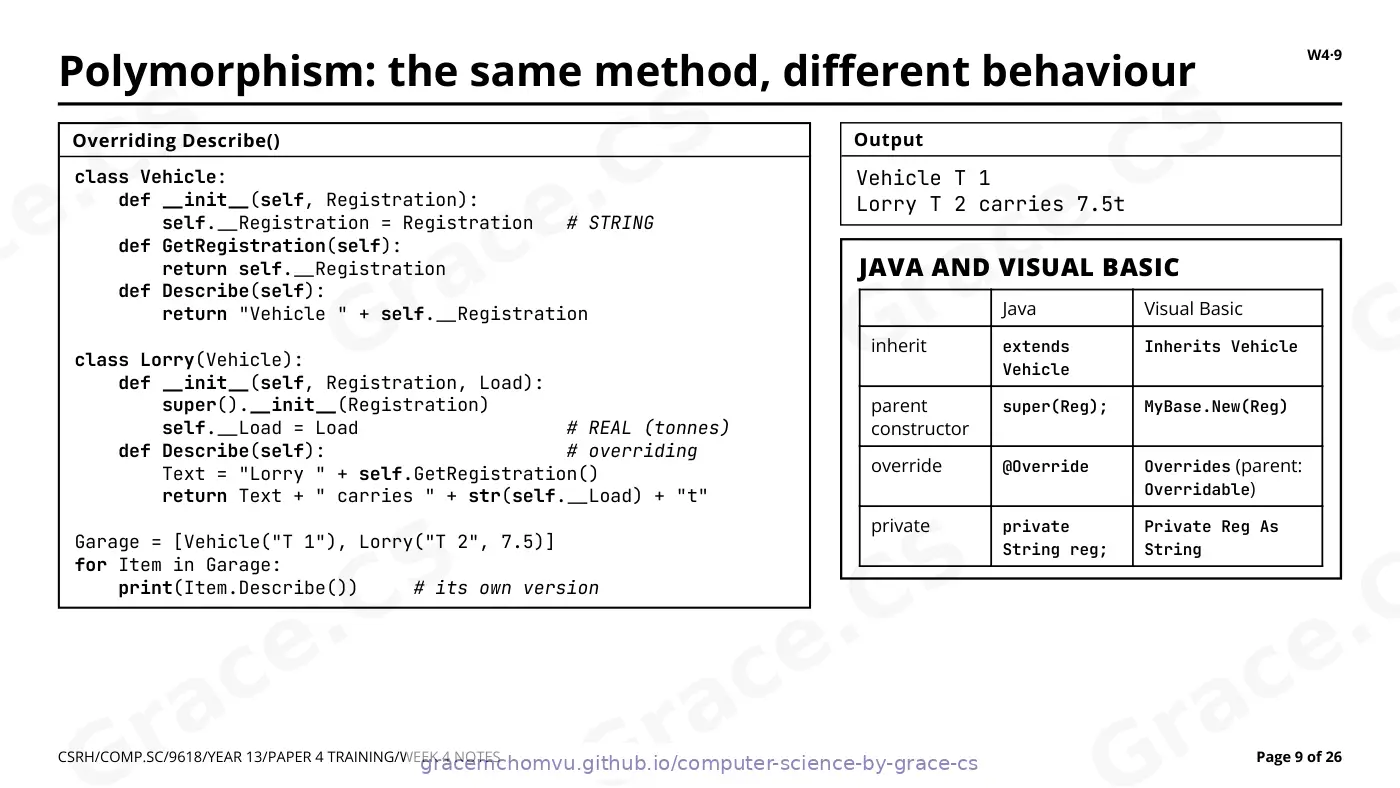 Polymorphism: the same method, different behaviour
W4·9
Overriding Describe()
class Vehicle:
    def __init__(self, Registration):
        self.__Registration = Registration   # STRING
    def GetRegistration(self):
        return self.__Registration
    def Describe(self):
        return "Vehicle " + self.__Registration

class Lorry(Vehicle):
    def __init__(self, Registration, Load):
        super().__init__(Registration)
        self.__Load = Load                   # REAL (tonnes)
    def Describe(self):                      # overriding
        Text = "Lorry " + self.GetRegistration()
        return Text + " carries " + str(self.__Load) + "t"

Garage = [Vehicle("T 1"), Lorry("T 2", 7.5)]
for Item in Garage:
    print(Item.Describe())     # its own version
Output
Vehicle T 1
Lorry T 2 carries 7.5t
JAVA AND VISUAL BASIC
Java
Visual Basic
inherit
extends
Vehicle
Inherits Vehicle
parent
constructor
super(Reg);
MyBase.New(Reg)
override
@Override
Overrides (parent:
Overridable)
private
private
String reg;
Private Reg As
String
CSRH/COMP.SC/9618/YEAR 13/PAPER 4 TRAINING/WEEK 4 NOTES
gracemchomvu.github.io/computer-science-by-grace-cs
Page 9 of 26
Grace.Cs